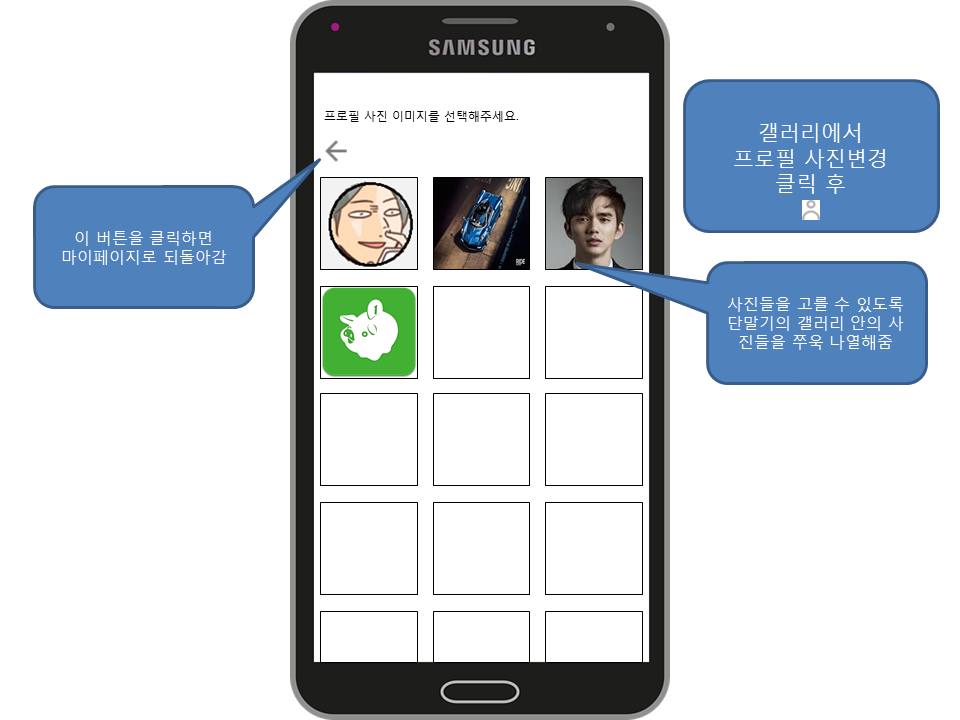 SAMSUNG
프로필 사진 이미지를 선택해주세요.
갤러리에서
프로필 사진변경
클릭 후
이 버튼을 클릭하면
마이페이지로 되돌아감
사진들을 고를 수 있도록
단말기의 갤러리 안의 사
진들을 쭈욱 나열해줌
RIDE
1